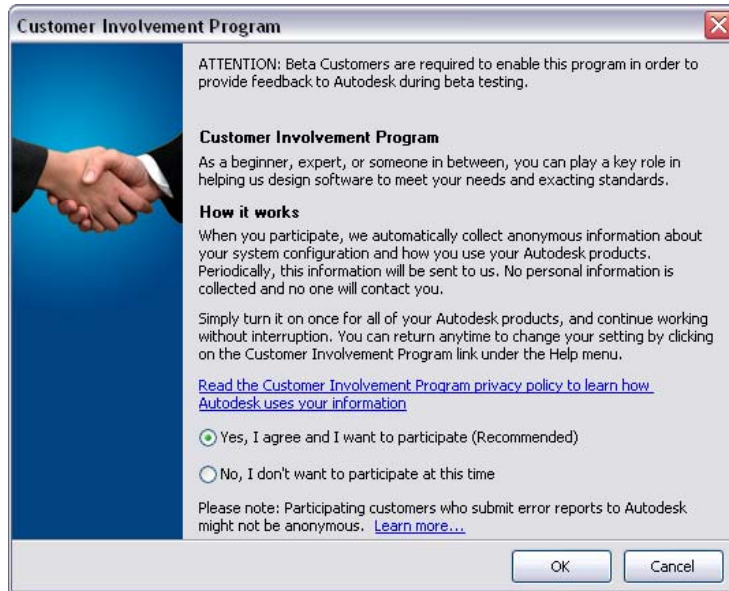 Customer Involvement Program
ATTENTION: Beta Customers are required to enable this program in order to
provide feedback to Autodesk during beta testing.
Customer Involvement Program
As a beginner, expert, or someone in between, you can play a key role in
helping us design software to meet your needs and exacting standards.
How it works
When you participate, we automatically collect anonymous information about
your system configuration and how you use your Autodesk products.
Periodically, this information will be sent to us. No personal information is
collected and no one will contact you.
Simply turn it on once for all of your Autodesk products, and continue working
without interruption. You can return anytime to change your setting by clicking
on the Customer Involvement Program link under the Help menu.
Read the Customer Involvement Program privacy policy to learn how
Autodesk uses your information
Yes, I agree and I want to participate (Recommended)
No, I don't want to participate at this time
Please note: Participating customers who submit error reports to Autodesk
might not be anonymous. Learn more...
OK Cancel